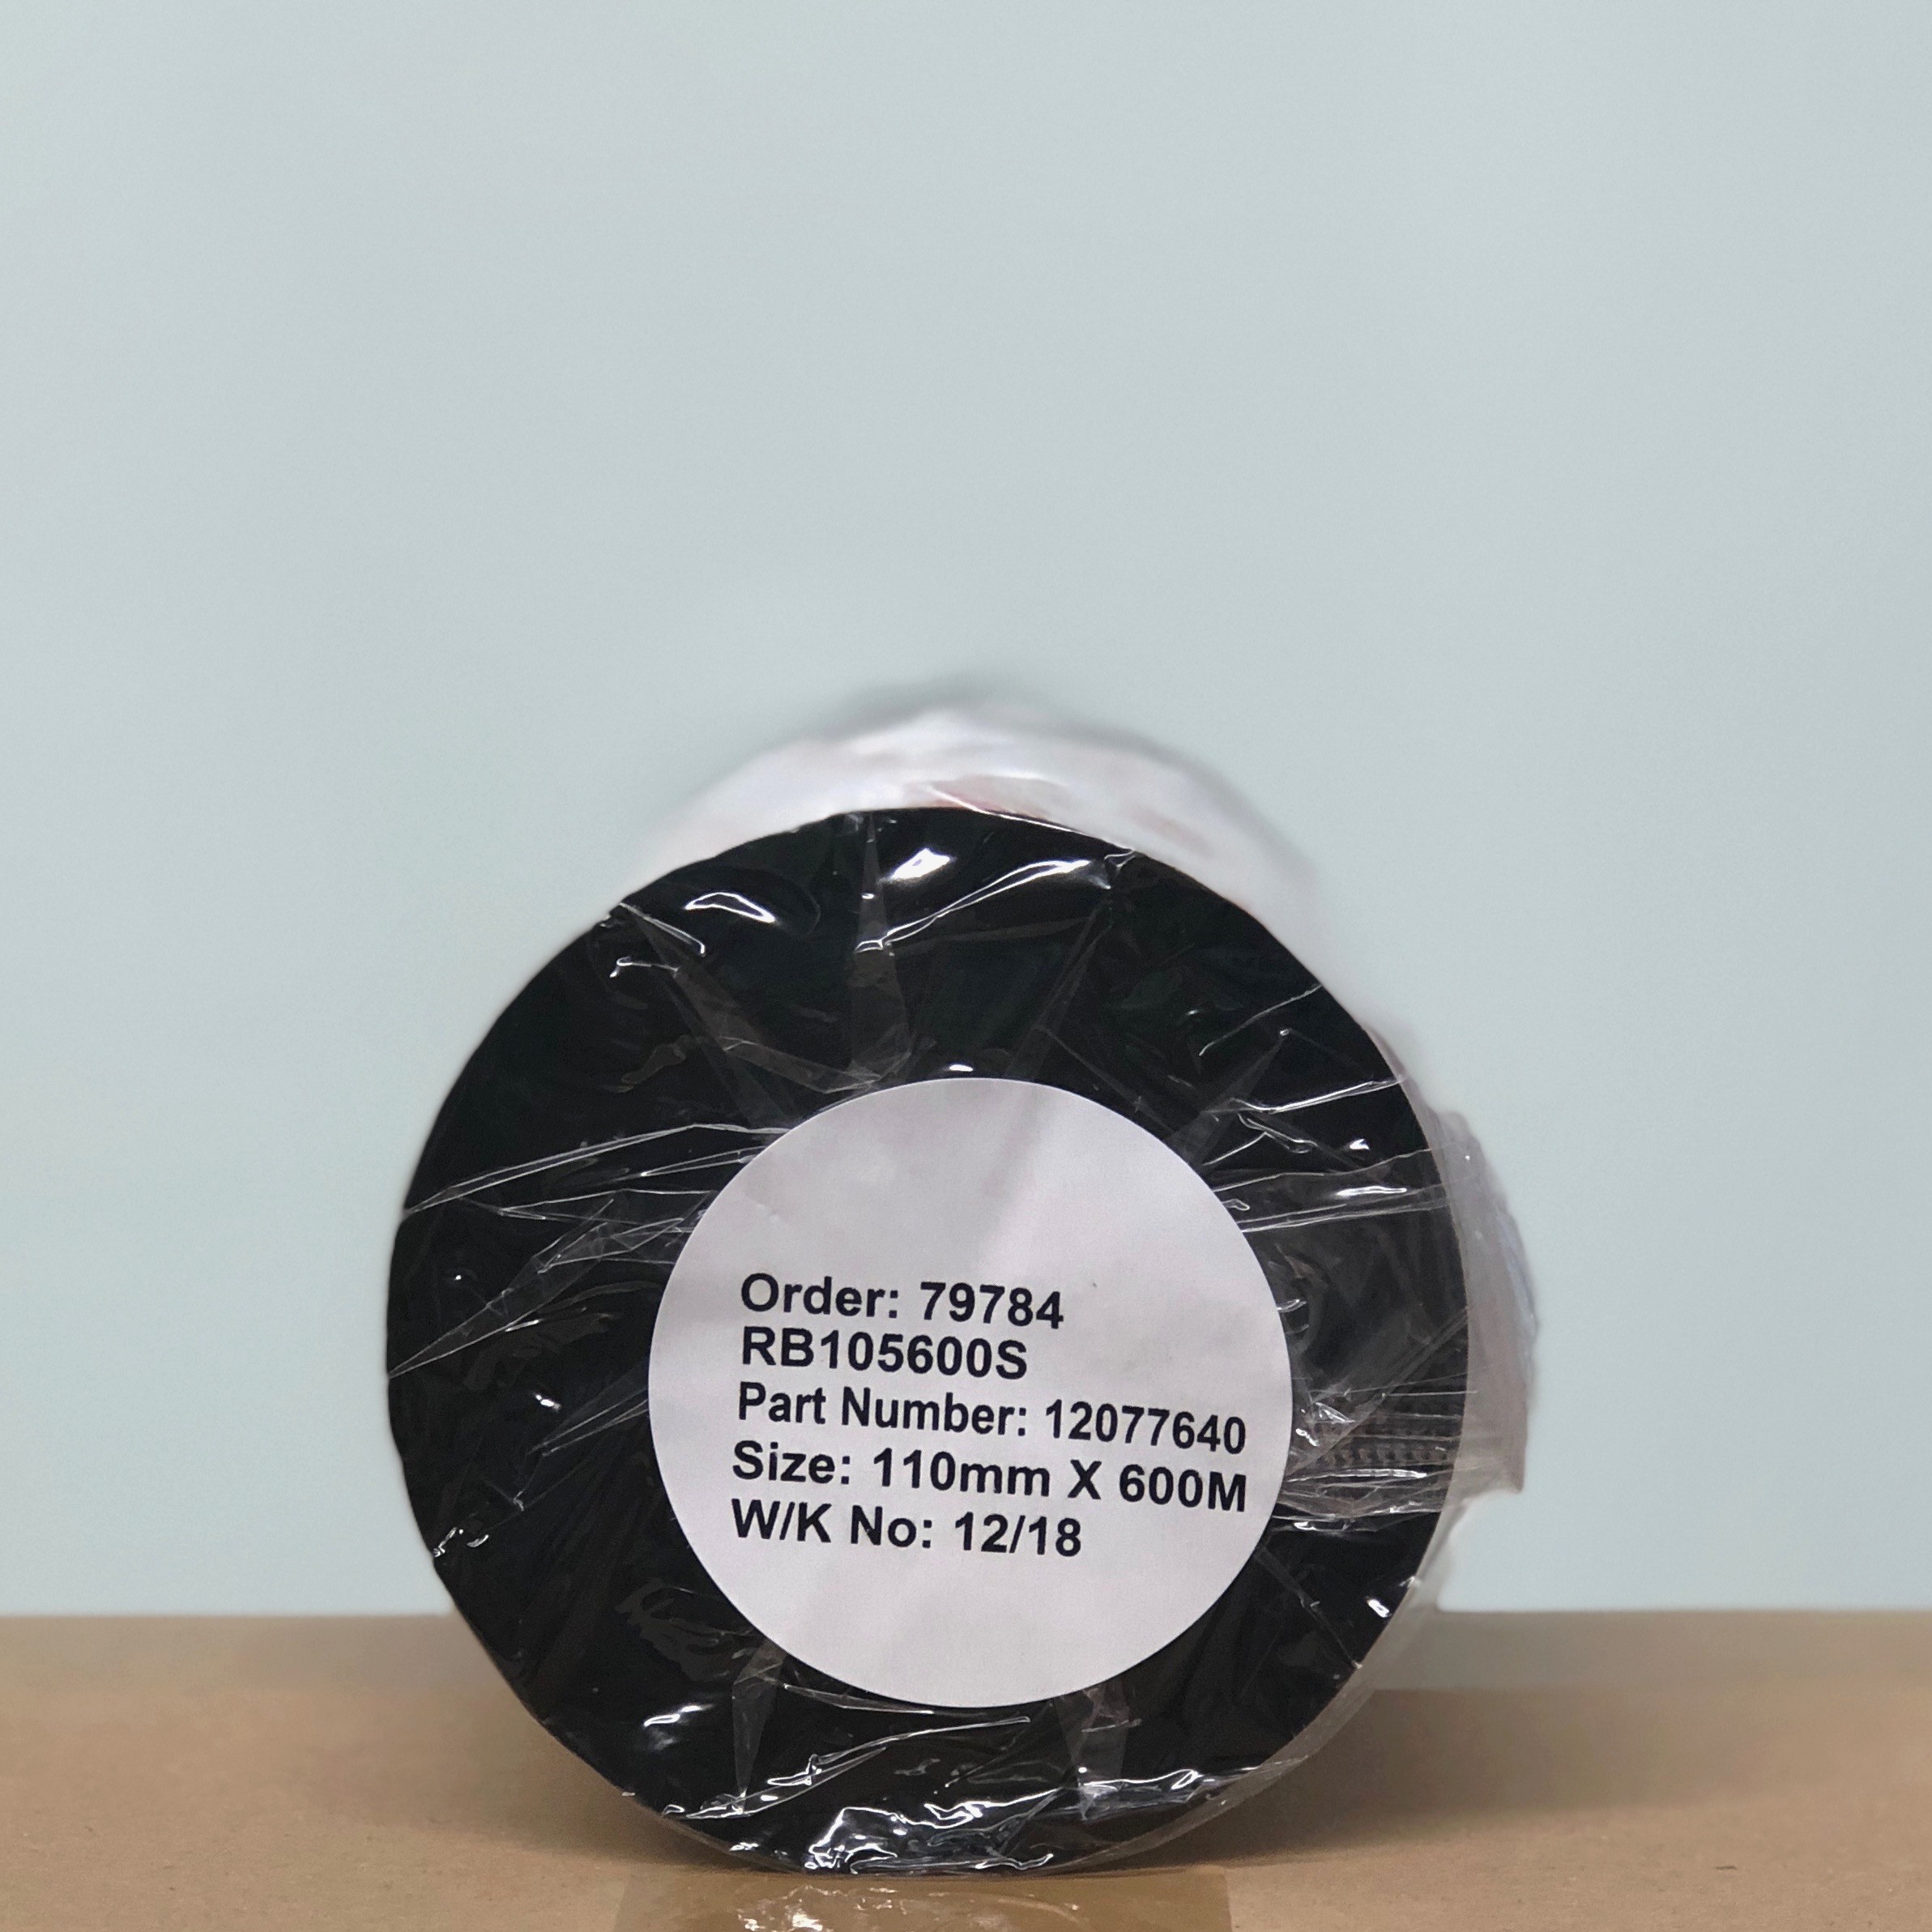 Order: 79784
RB105600S
Part Number: 12077640
Size: 110mm X 600M
W/K No: 12/18